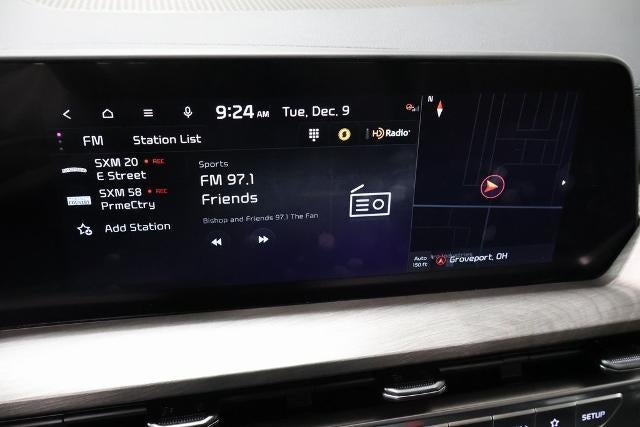 9:24 AM Tue, Dec. 9
FM Station List
HD Radio
SXM 20 REC
E Street
SXM 58 REC
PrmeCtry
Add Station
Sports
FM 97.1
Friends
Bishop and Friends 97.1 The Fan
N
Auto
150 ft
Groveport, OH
SETUP